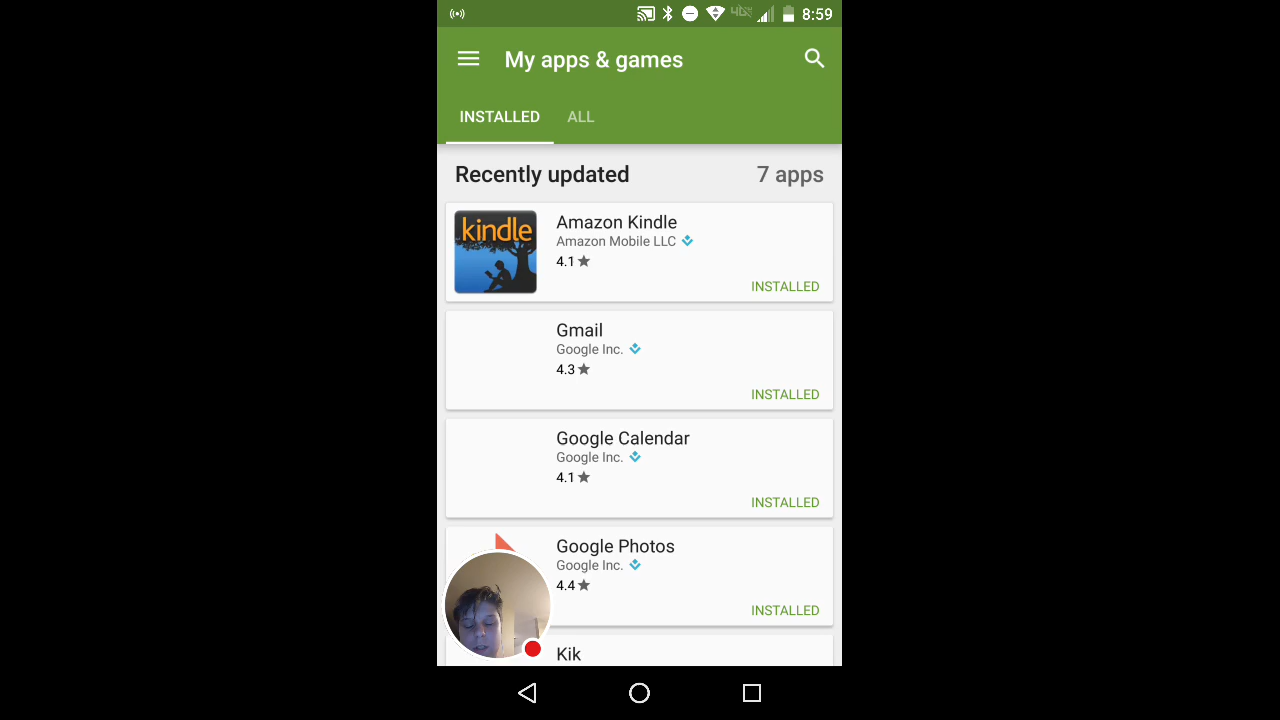 8:59
My apps & games
INSTALLED ALL
Recently updated 7 apps
kindle
Amazon Kindle
Amazon Mobile LLC
4.1
INSTALLED
Gmail
Google Inc.
4.3
INSTALLED
Google Calendar
Google Inc.
4.1
INSTALLED
Google Photos
Google Inc.
4.4
INSTALLED
Kik